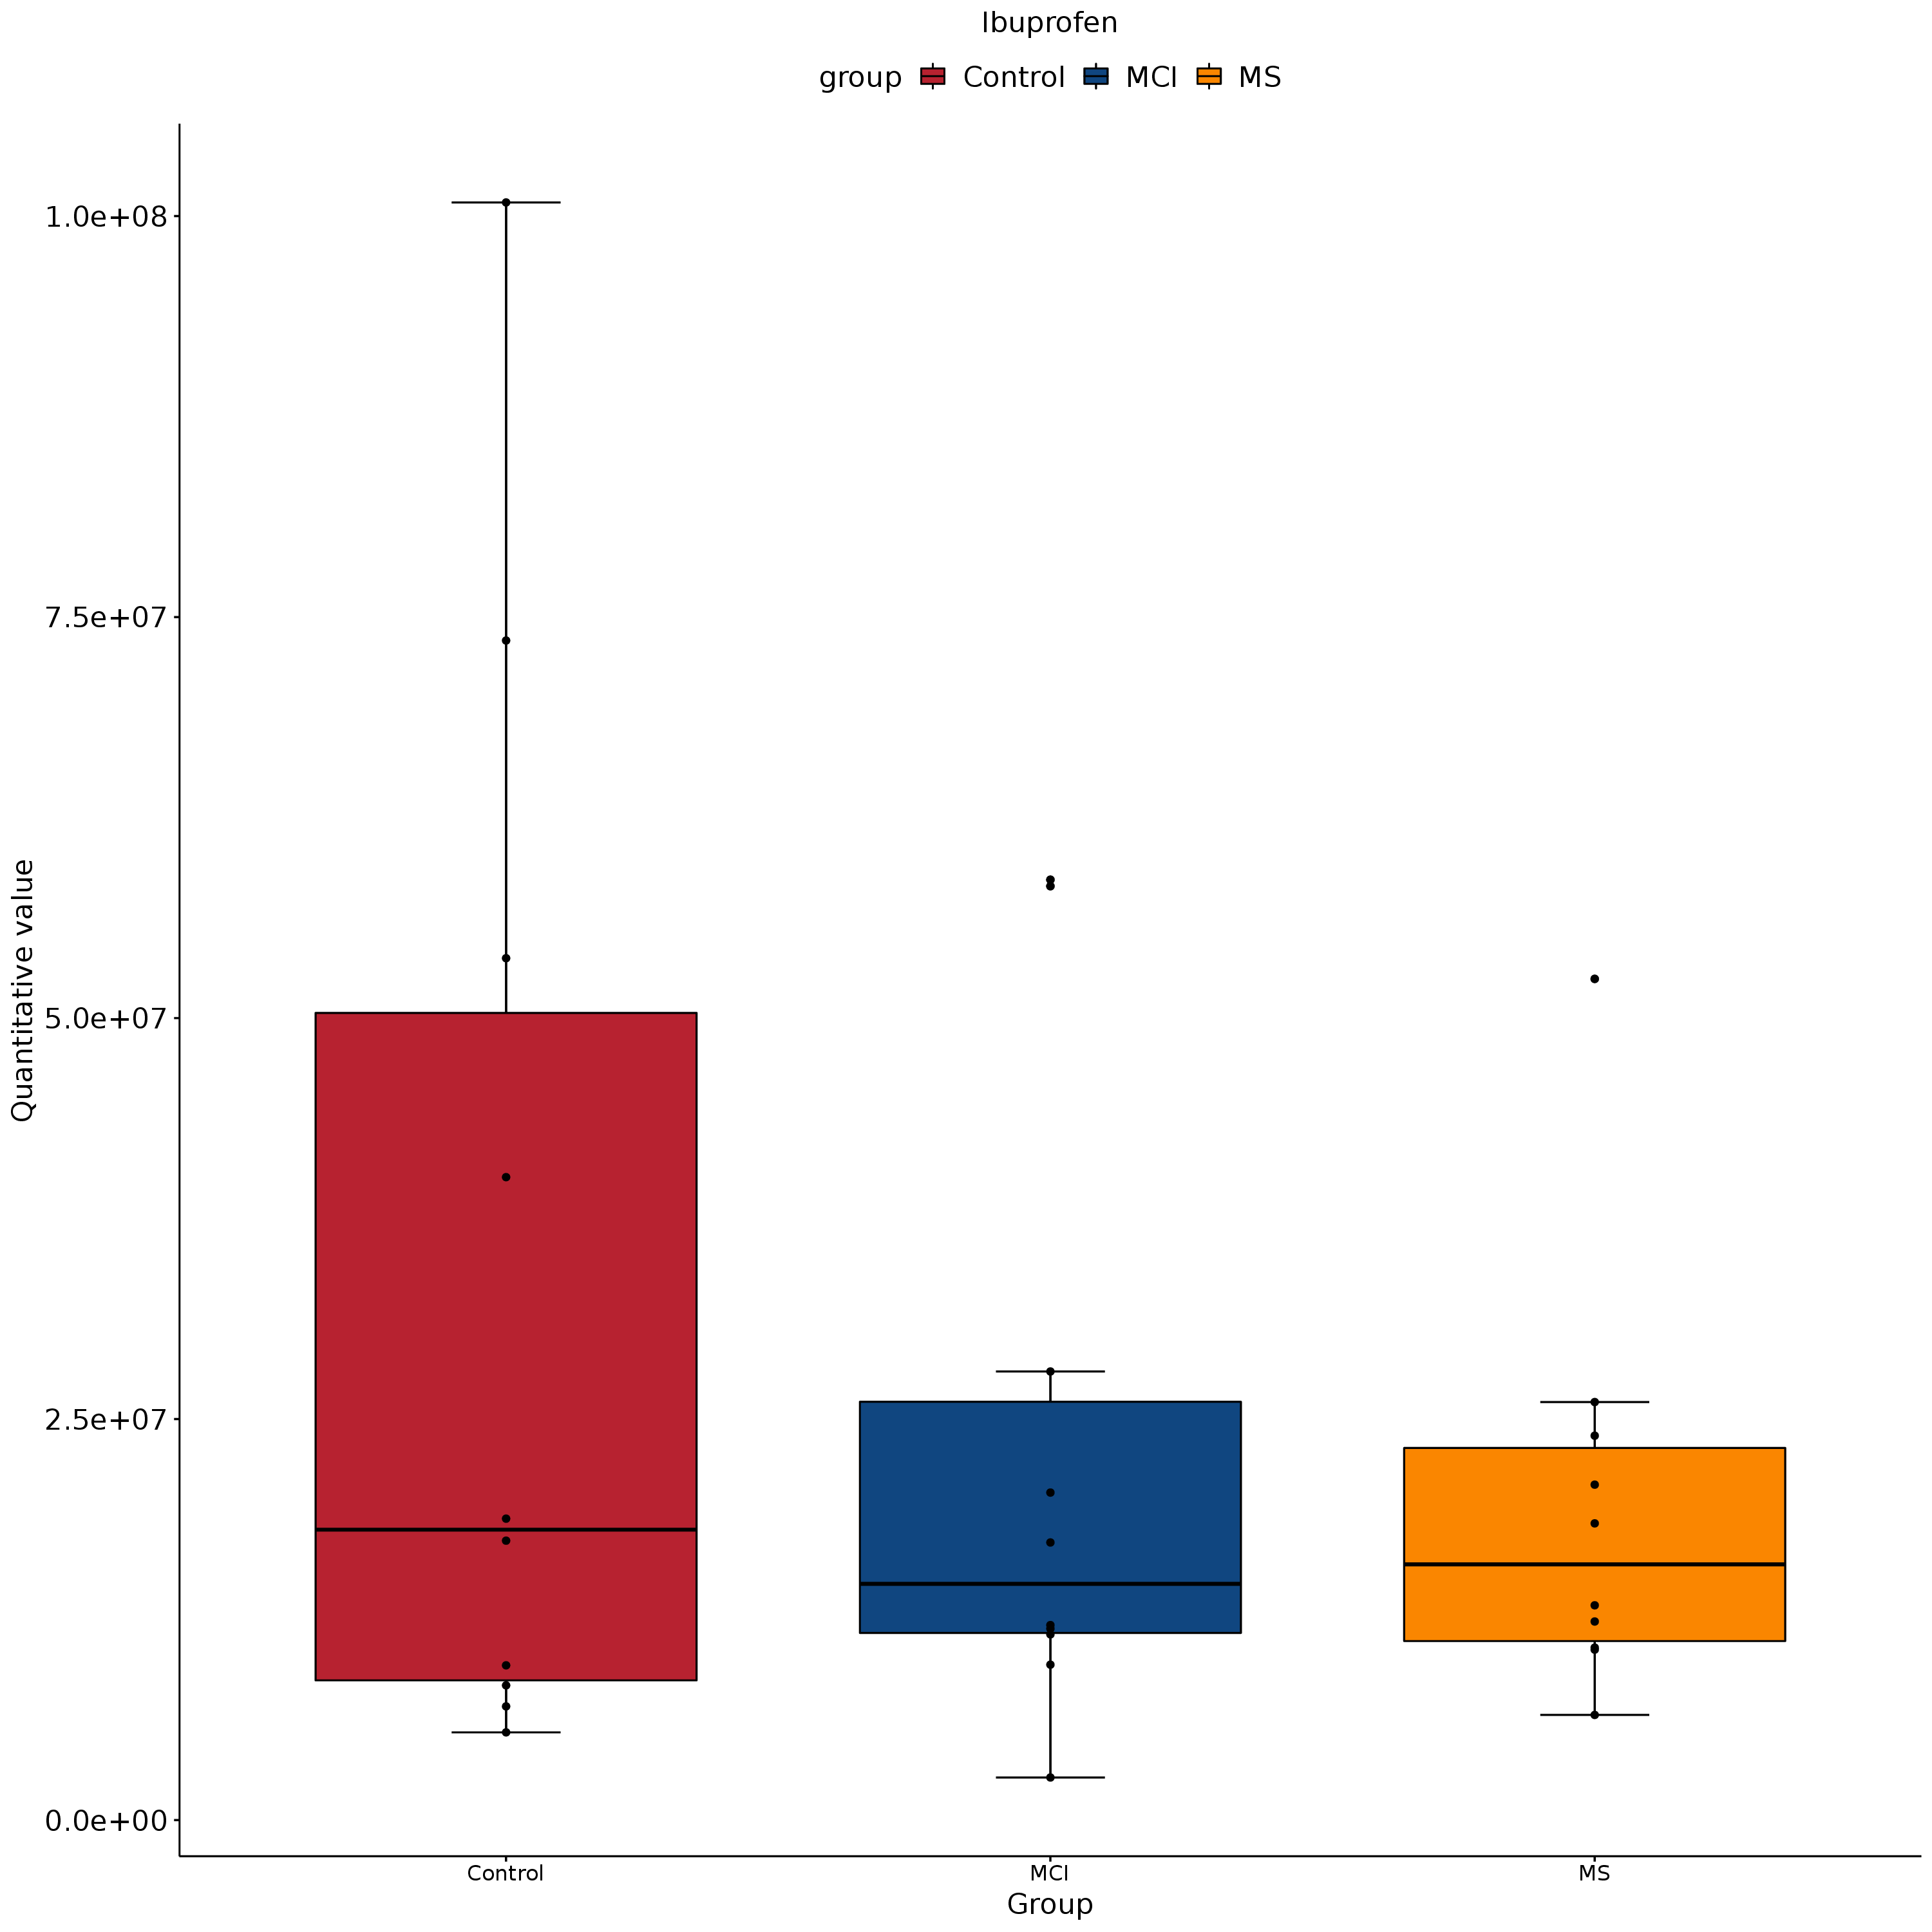 Ibuprofen
group Control MCI MS
1.0e+08
7.5e+07
5.0e+07
2.5e+07
0.0e+00
Quantitative value
Control MCI MS
Group